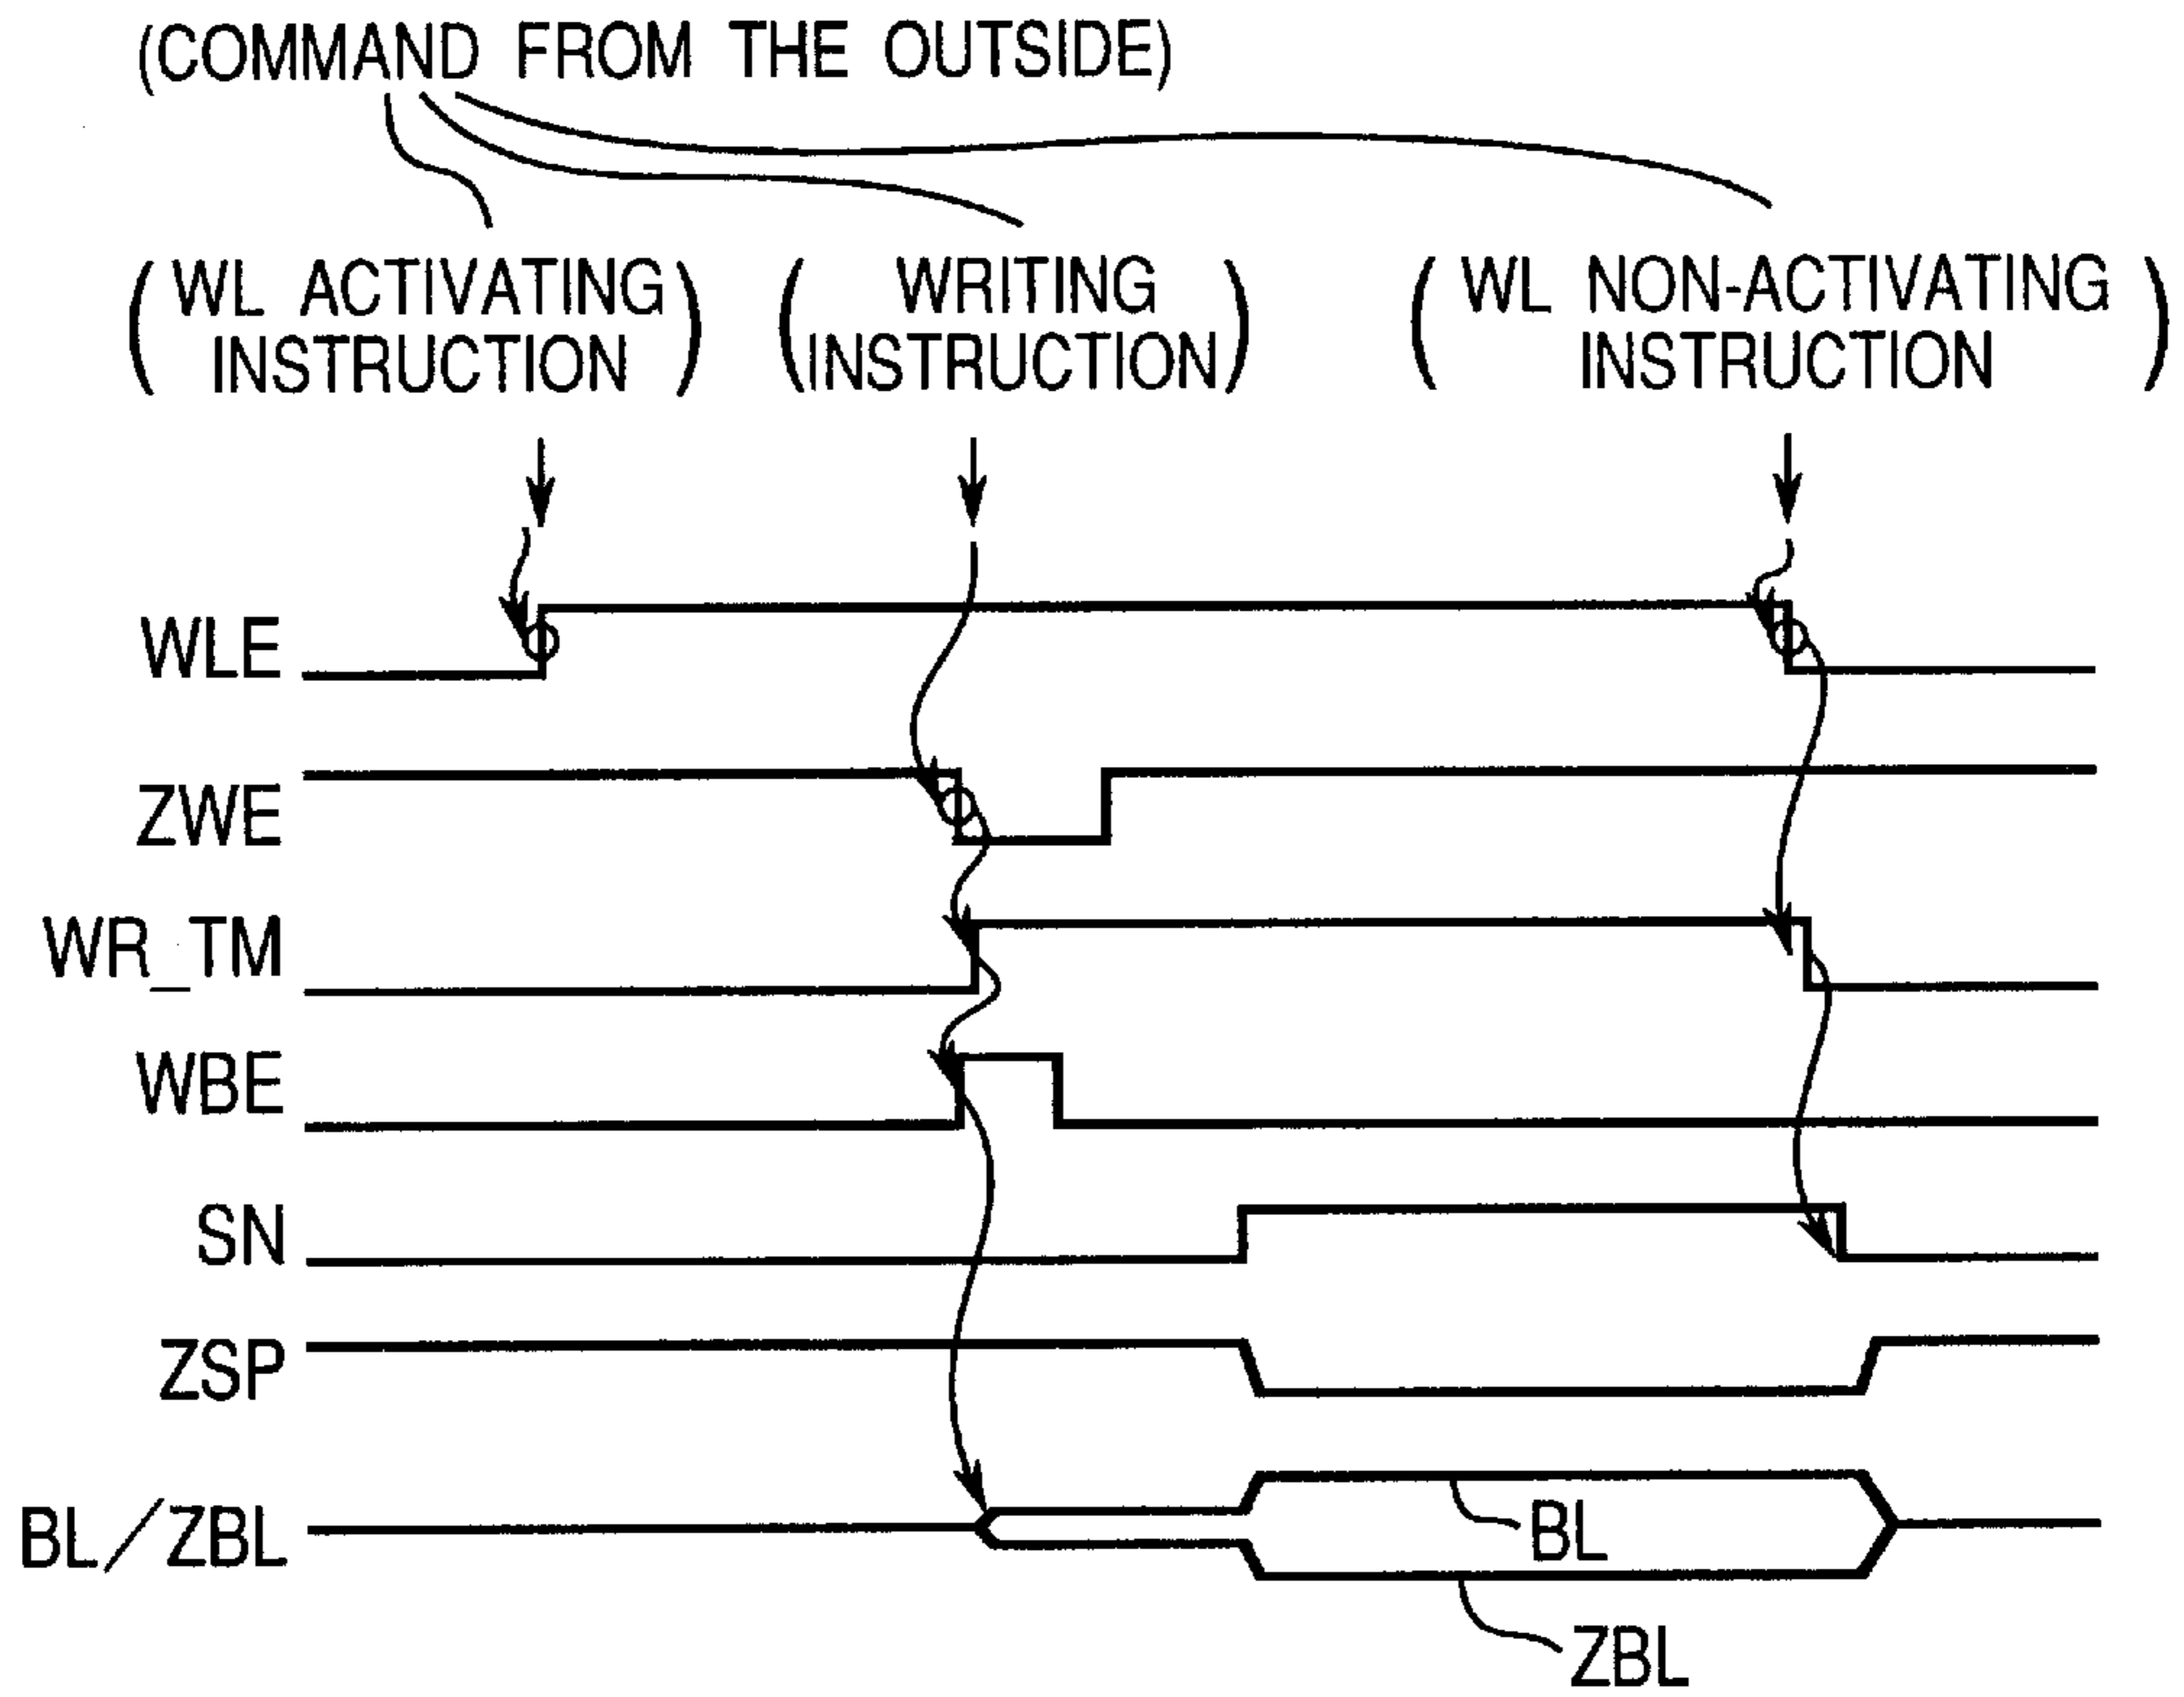 (COMMAND FROM THE OUTSIDE)
(WL ACTIVATING
INSTRUCTION)
(WRITING
INSTRUCTION)
(WL NON-ACTIVATING
INSTRUCTION)
WLE
ZWE
WR_TM
WBE
SN
ZSP
BL/ZBL
BL
ZBL